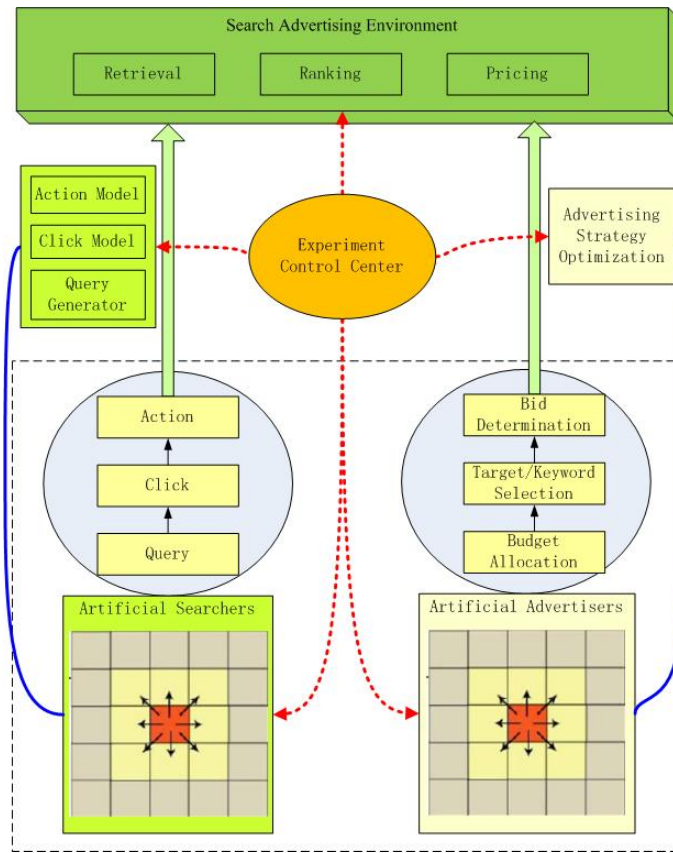 Search Advertising Environment
Retrieval
Ranking
Pricing
Action Model
Click Model
Query
Generator
Experiment
Control Center
Advertising
Strategy
Optimization
Action
Click
Query
Bid
Determination
Target/Keyword
Selection
Budget
Allocation
Artificial Searchers
Artificial Advertisers